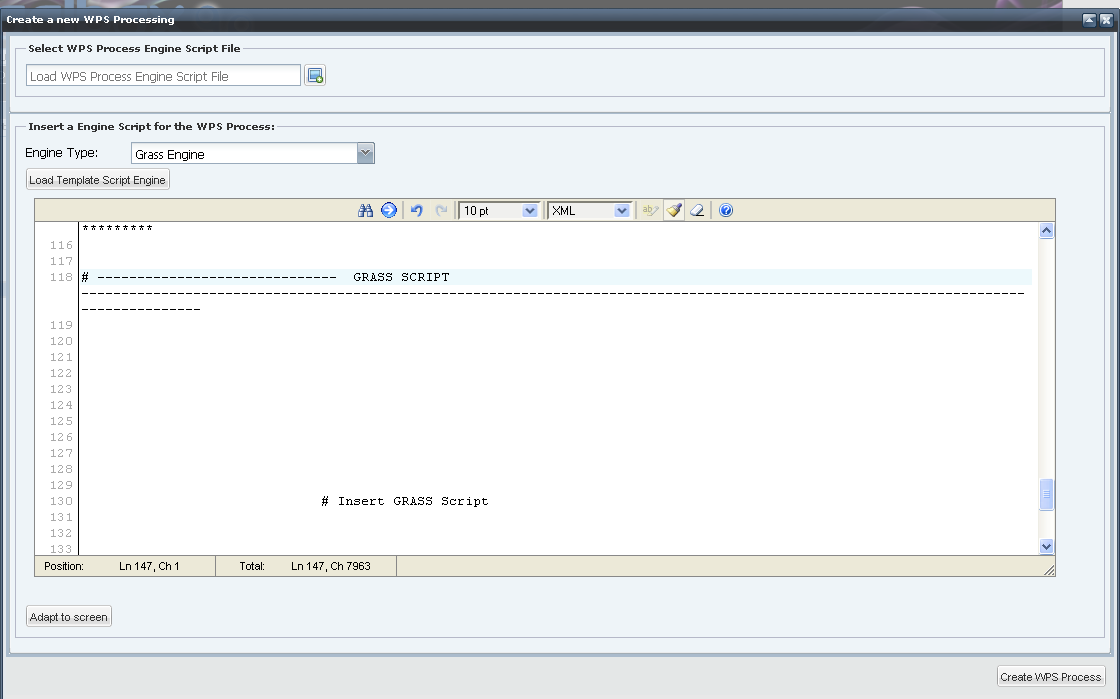 Create a new WPS Processing
Select WPS Process Engine Script File
Load WPS Process Engine Script File
Insert a Engine Script for the WPS Process:
Engine Type:
Grass Engine
Load Template Script Engine
10 pt
XML
*********
116
117
118 # ------------------------------ GRASS SCRIPT
----------------------------------------------------------------------------------------------------------------------
---------------
119
120
121
122
123
124
125
126
127
128
129
130 # Insert GRASS Script
131
132
133
Position: Ln 147, Ch 1 Total: Ln 147, Ch 7963
Adapt to screen
Create WPS Process